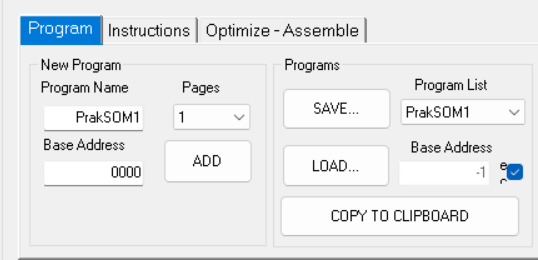 Program Instructions Optimize - Assemble
New Program
Program Name Pages
PrakSOM1 1
Base Address
0000 ADD
Programs
SAVE... Program List
PrakSOM1
LOAD... Base Address
-1
COPY TO CLIPBOARD